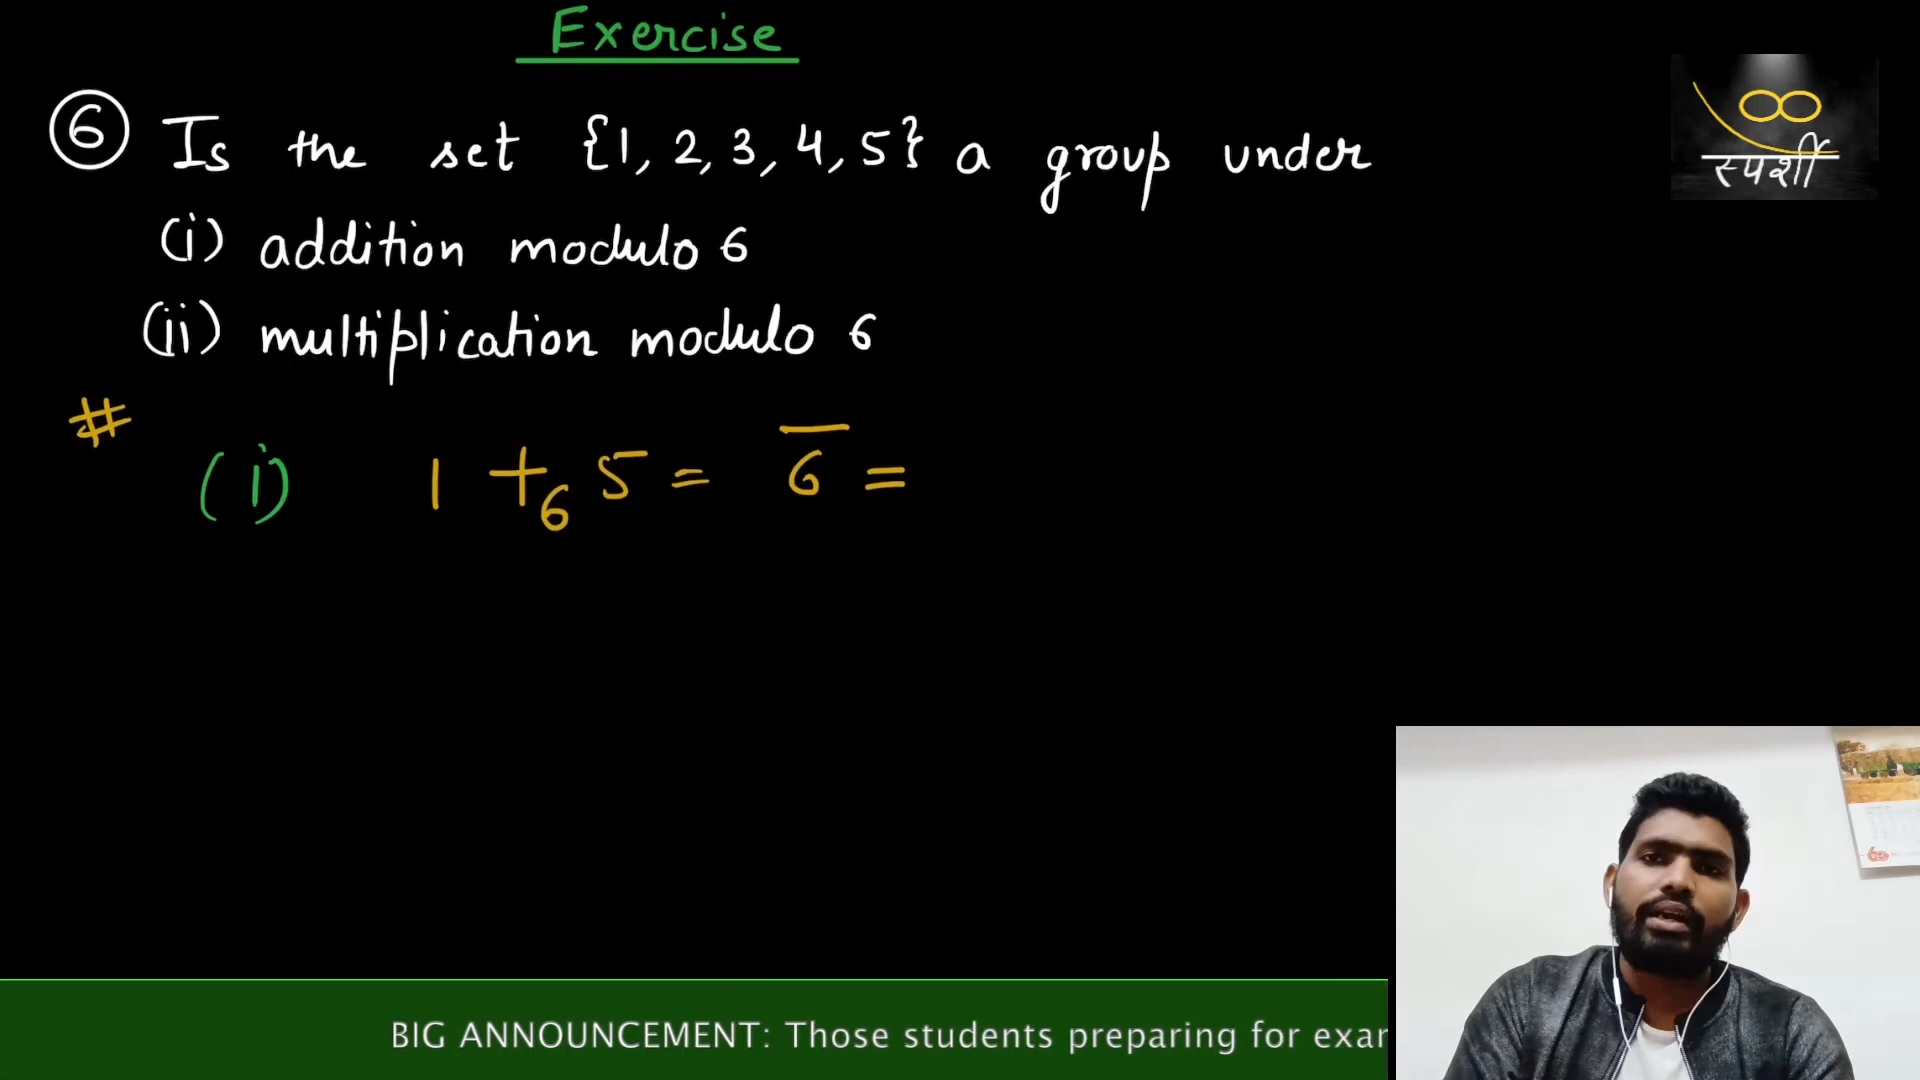 Exercise
6 Is the set {1, 2, 3, 4, 5} a group under
(i) addition modulo 6
(ii) multiplication modulo 6
#
(i) 1 +₆ 5 = 6̅ =
स्पर्शी
BIG ANNOUNCEMENT: Those students preparing for exar